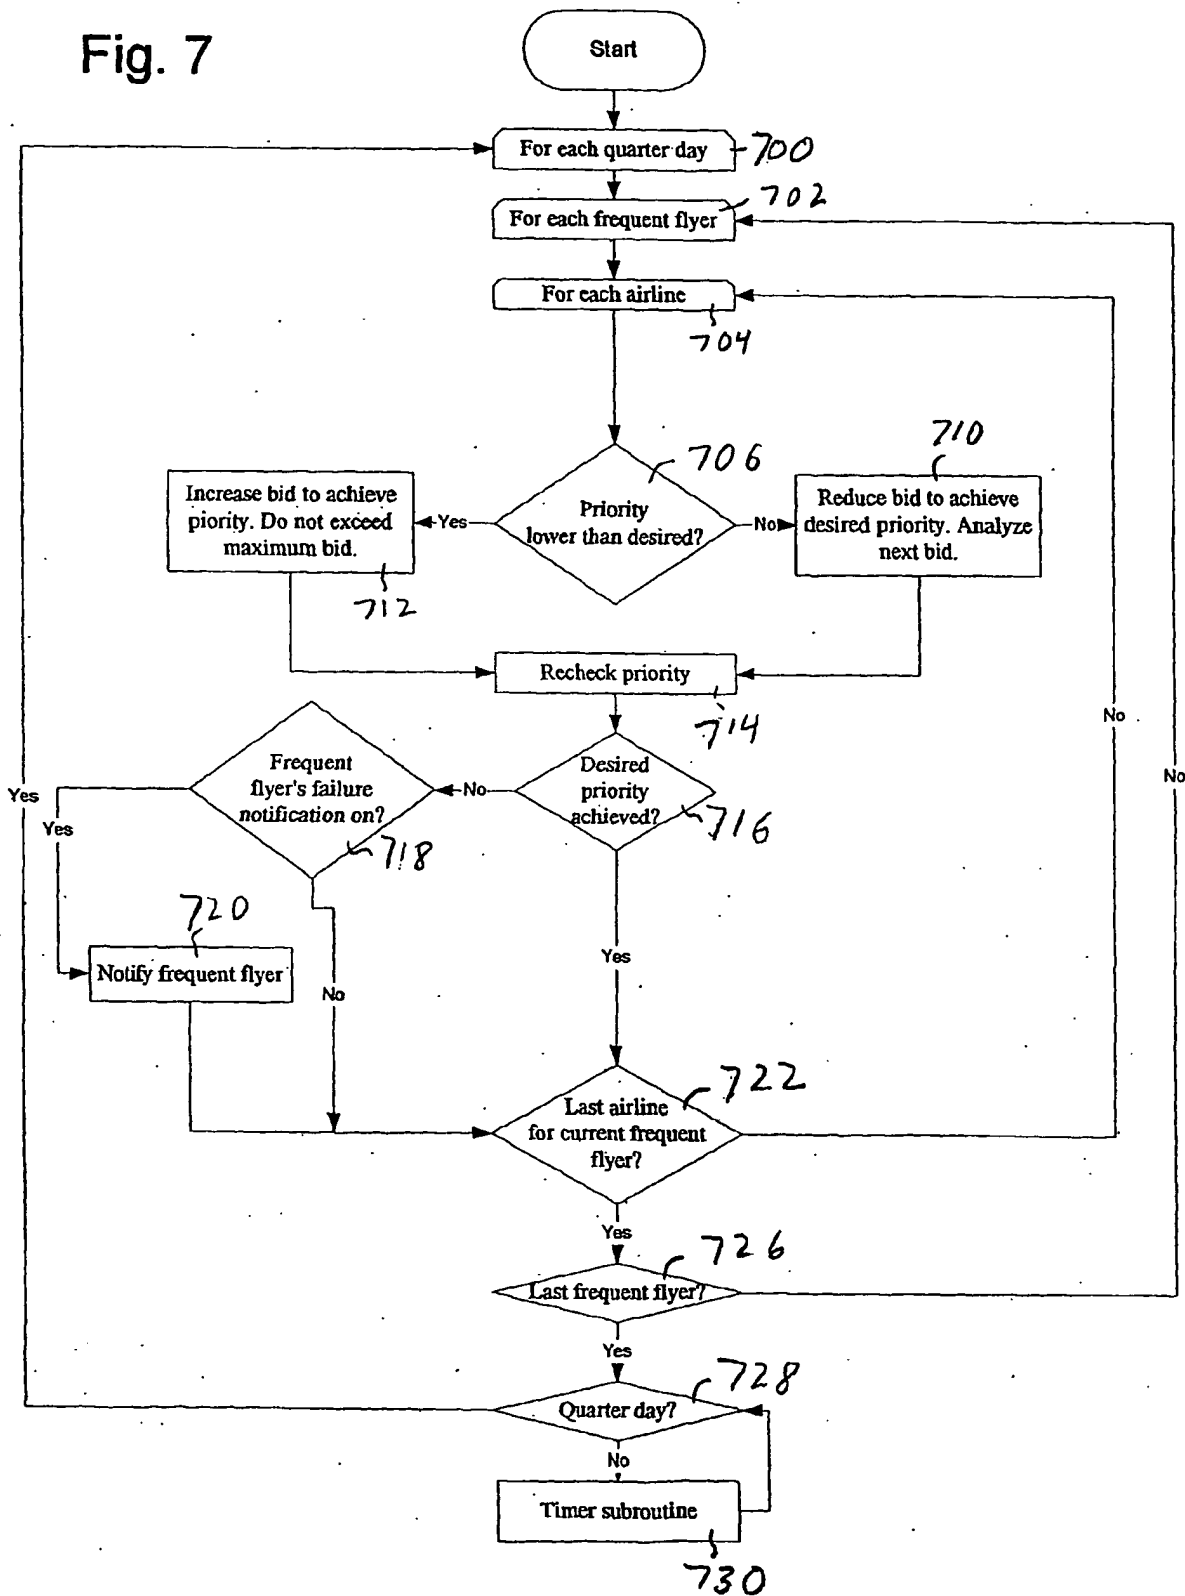 Fig. 7
Start
For each quarter day
700
702
For each frequent flyer
For each airline
704
706
710
Increase bid to achieve
piority. Do not exceed
maximum bid.
Yes
Priority
lower than desired?
No
Reduce bid to achieve
desired priority. Analyze
next bid.
712
Recheck priority
714
No
Frequent
flyer's failure
notification on?
No
Desired
priority
achieved?
No
Yes
Yes
718
716
720
Notify frequent flyer
No
Yes
722
Last airline
for current frequent
flyer?
Yes
726
Last frequent flyer?
Yes
728
Quarter day?
No
Timer subroutine
730